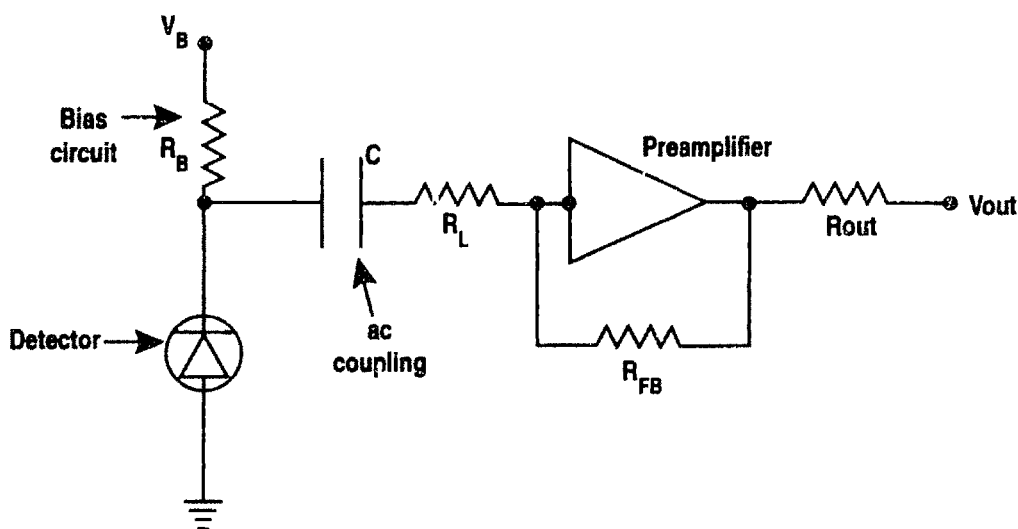 V_B
Bias
circuit
R_B
C
R_L
Preamplifier
Rout
Vout
Detector
ac
coupling
R_FB